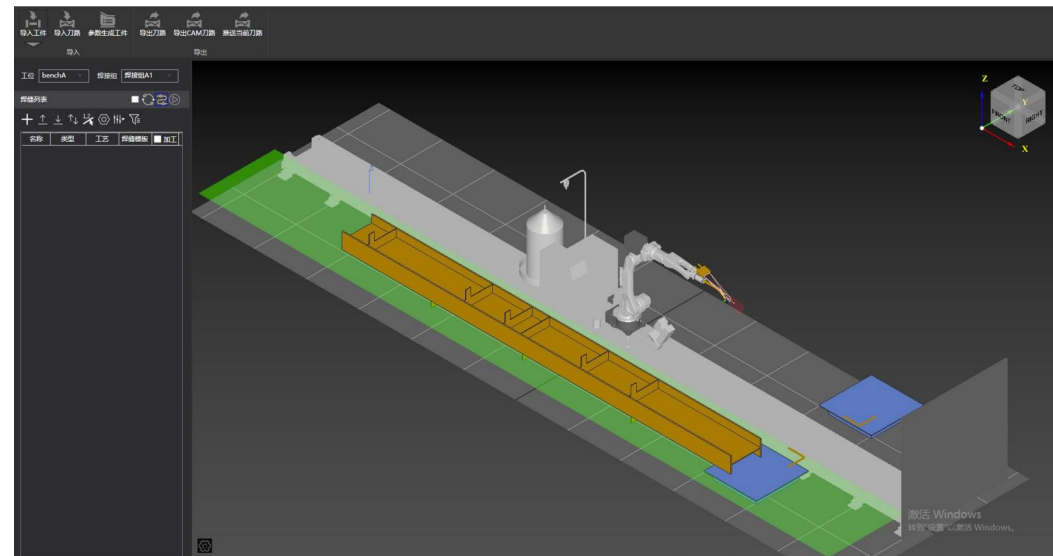 导入工件 导入刀路 参数生成工件 导出刀路 导出CAM刀路 推送当前刀路
导入 导出
工位 benchA 焊接组 焊接组A1
焊缝列表
名称 类型 工艺 焊缝模板 加工
Z
TOP
Y
FRONT RIGHT
X
激活 Windows
转到"设置"以激活 Windows。